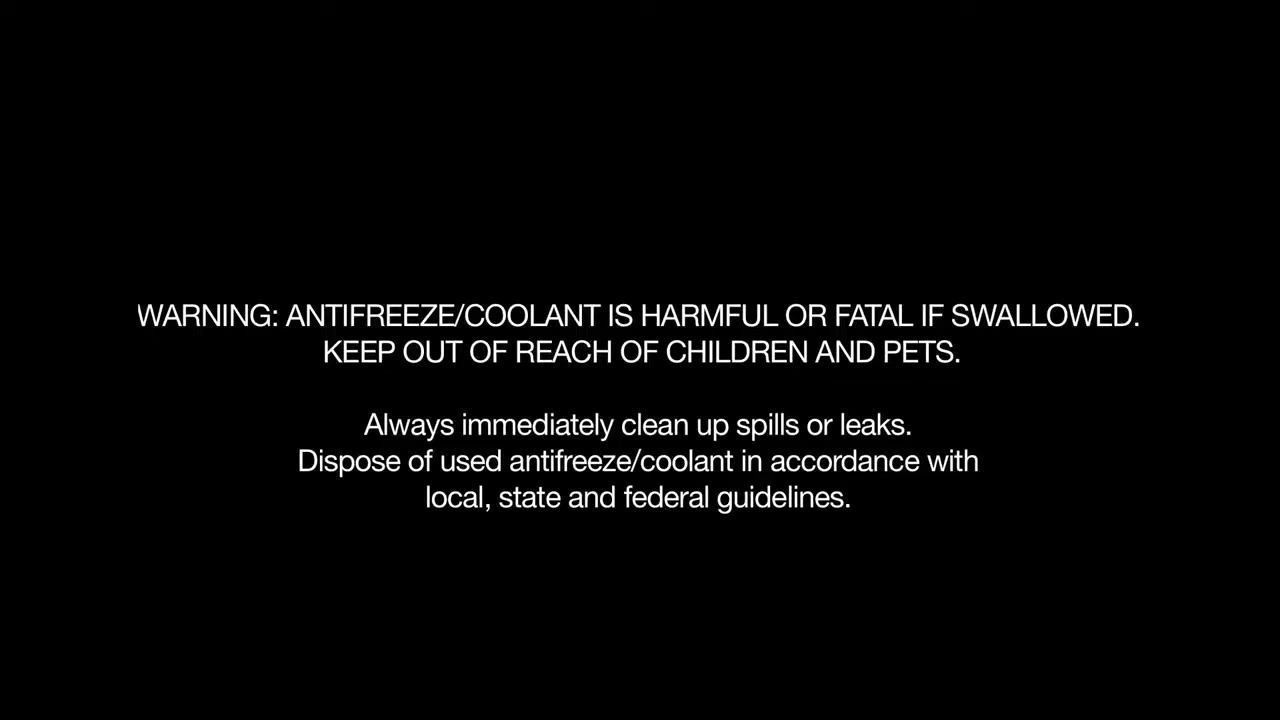 WARNING: ANTIFREEZE/COOLANT IS HARMFUL OR FATAL IF SWALLOWED.
KEEP OUT OF REACH OF CHILDREN AND PETS.
Always immediately clean up spills or leaks.
Dispose of used antifreeze/coolant in accordance with
local, state and federal guidelines.